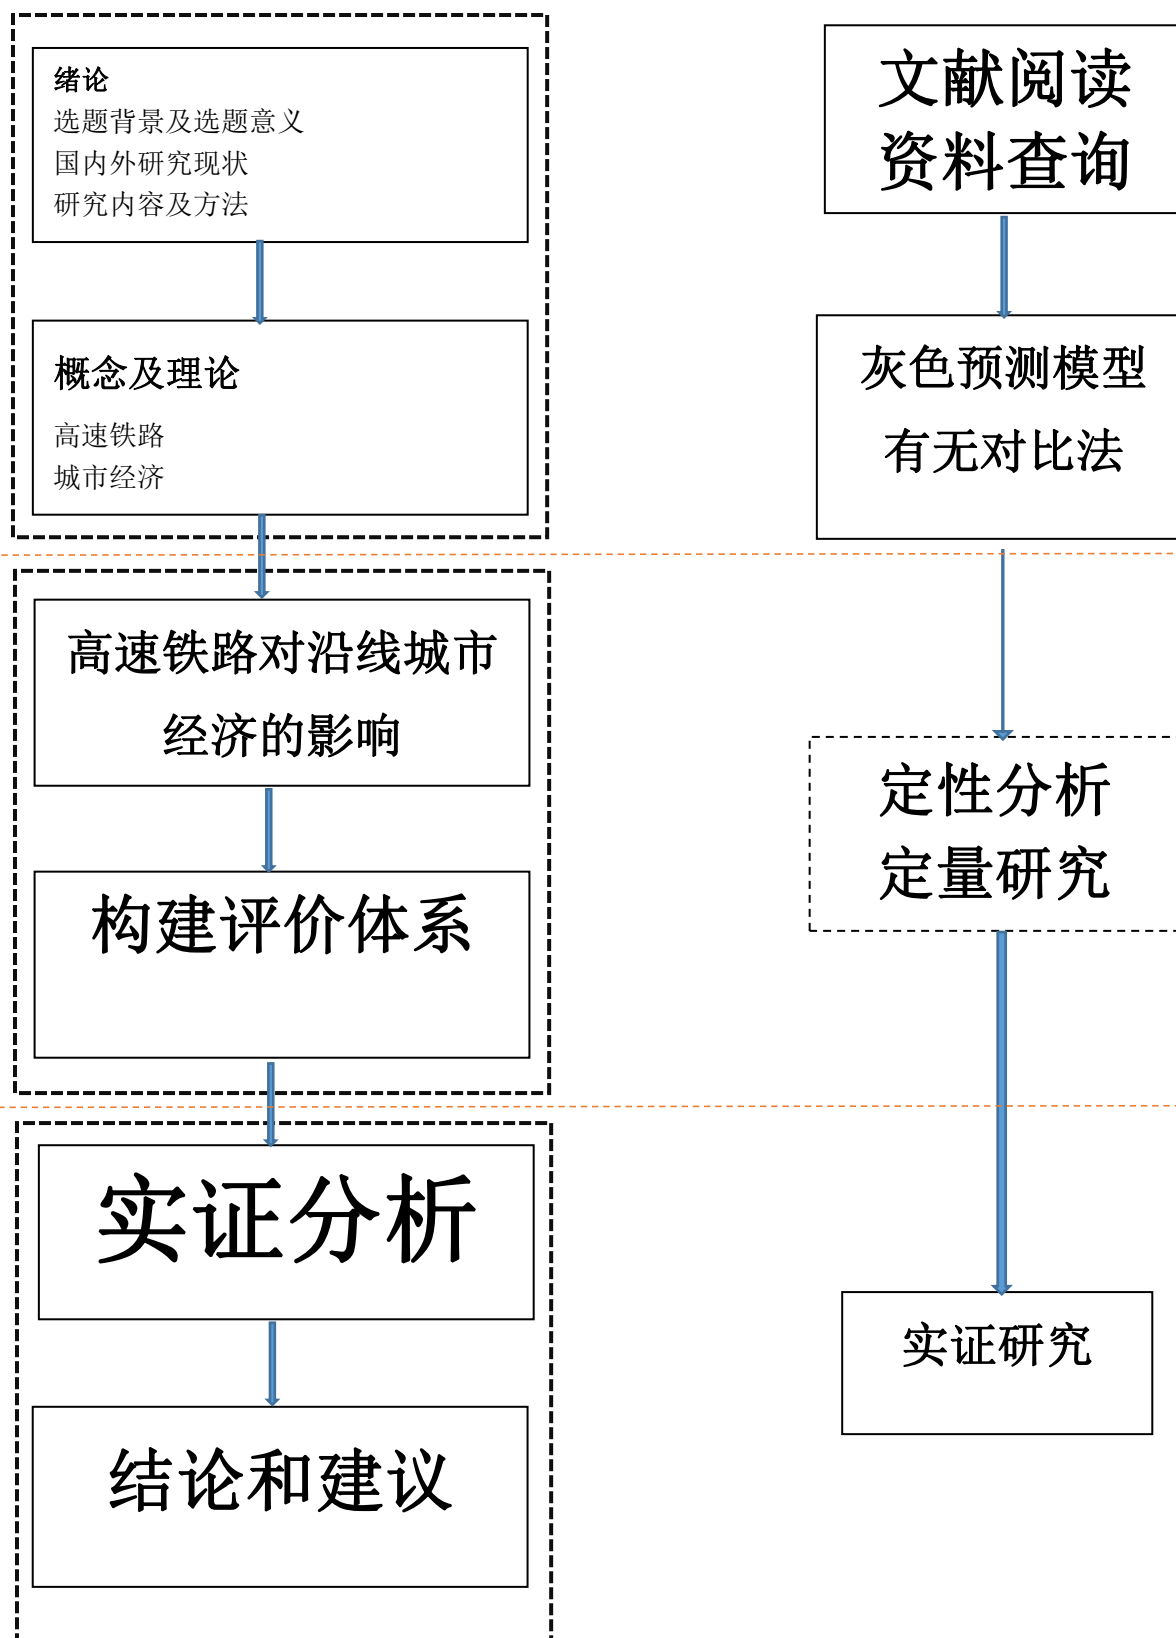 绪论
选题背景及选题意义
国内外研究现状
研究内容及方法
概念及理论
高速铁路
城市经济
高速铁路对沿线城市
经济的影响
构建评价体系
实证分析
结论和建议
文献阅读
资料查询
灰色预测模型
有无对比法
定性分析
定量研究
实证研究